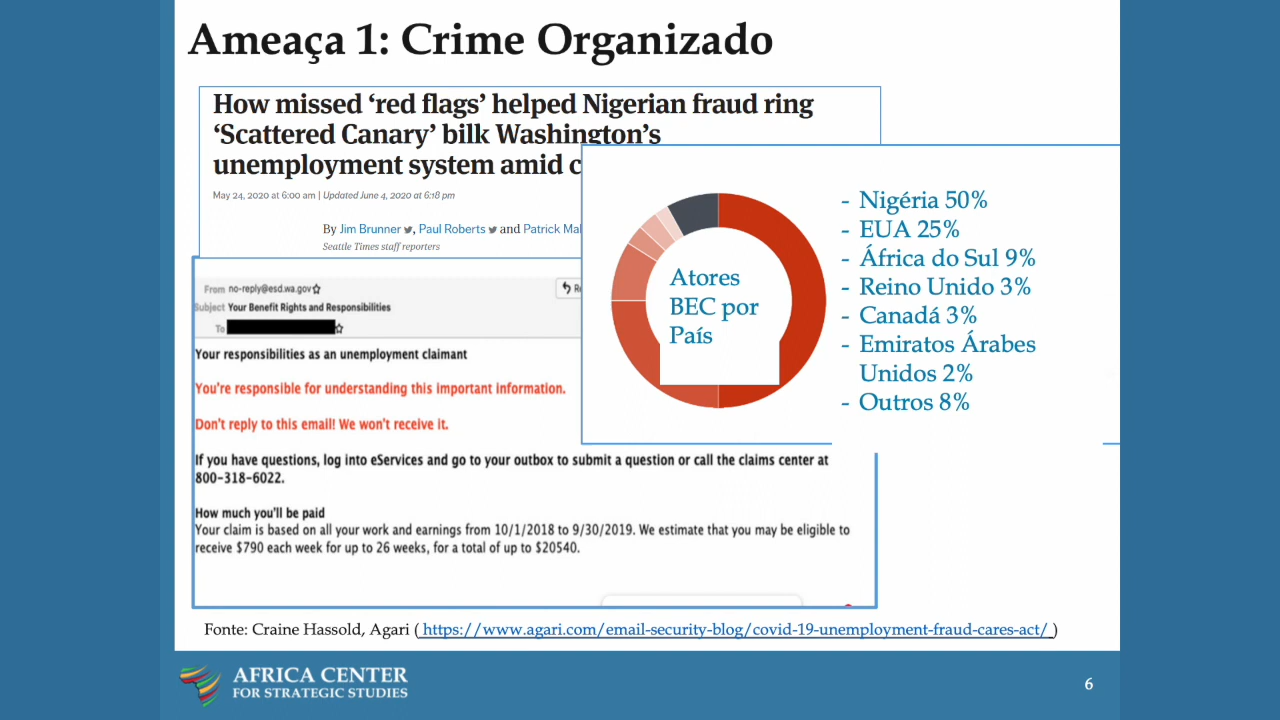 Ameaça 1: Crime Organizado
How missed ‘red flags’ helped Nigerian fraud ring
‘Scattered Canary’ bilk Washington’s
unemployment system amid
May 24, 2020 at 6:00 am | Updated June 4, 2020 at 6:18 pm
By Jim Brunner, Paul Roberts and Patrick
Seattle Times staff reporters
From no-reply@esd.wa.gov
Subject Your Benefit Rights and Responsibilities
To
Your responsibilities as an unemployment claimant
You're responsible for understanding this important information.
Don't reply to this email! We won't receive it.
If you have questions, log into eServices and go to your outbox to submit a question or call the claims center at
800-318-6022.
How much you'll be paid
Your claim is based on all your work and earnings from 10/1/2018 to 9/30/2019. We estimate that you may be eligible to
receive $790 each week for up to 26 weeks, for a total of up to $20540.
Atores
BEC por
País
- Nigéria 50%
- EUA 25%
- África do Sul 9%
- Reino Unido 3%
- Canadá 3%
- Emiratos Árabes
Unidos 2%
- Outros 8%
Fonte: Craine Hassold, Agari ( https://www.agari.com/email-security-blog/covid-19-unemployment-fraud-cares-act/ )
AFRICA CENTER
FOR STRATEGIC STUDIES
6